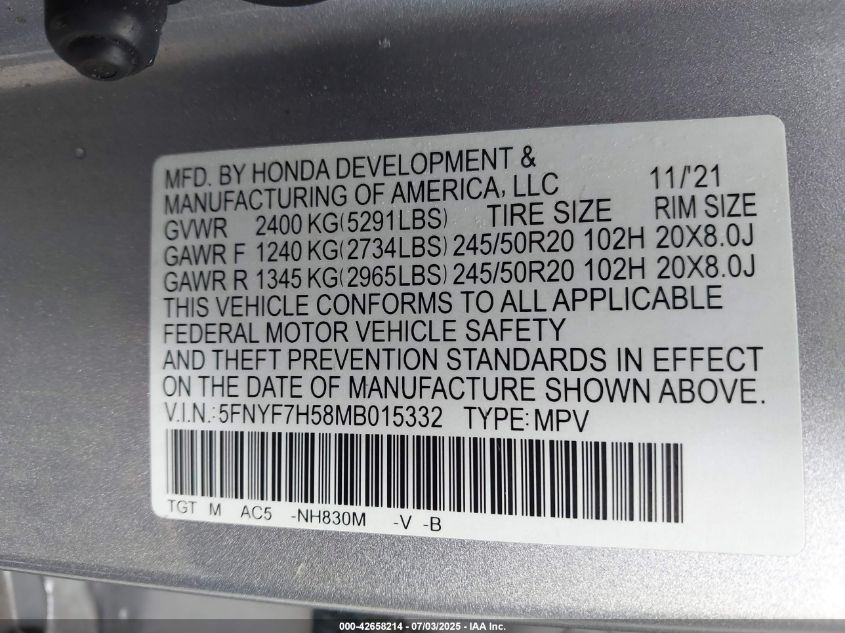 MFD. BY HONDA DEVELOPMENT & 11/'21
MANUFACTURING OF AMERICA, LLC
GVWR 2400 KG(5291LBS) TIRE SIZE RIM SIZE
GAWR F 1240 KG(2734LBS) 245/50R20 102H 20X8.0J
GAWR R 1345 KG(2965LBS) 245/50R20 102H 20X8.0J
THIS VEHICLE CONFORMS TO ALL APPLICABLE
FEDERAL MOTOR VEHICLE SAFETY
AND THEFT PREVENTION STANDARDS IN EFFECT
ON THE DATE OF MANUFACTURE SHOWN ABOVE.
V.I.N.: 5FNYF7H58MB015332 TYPE: MPV
TGT M AC5 -NH830M -V -B
000-42658214 - 07/03/2025 - IAA Inc.